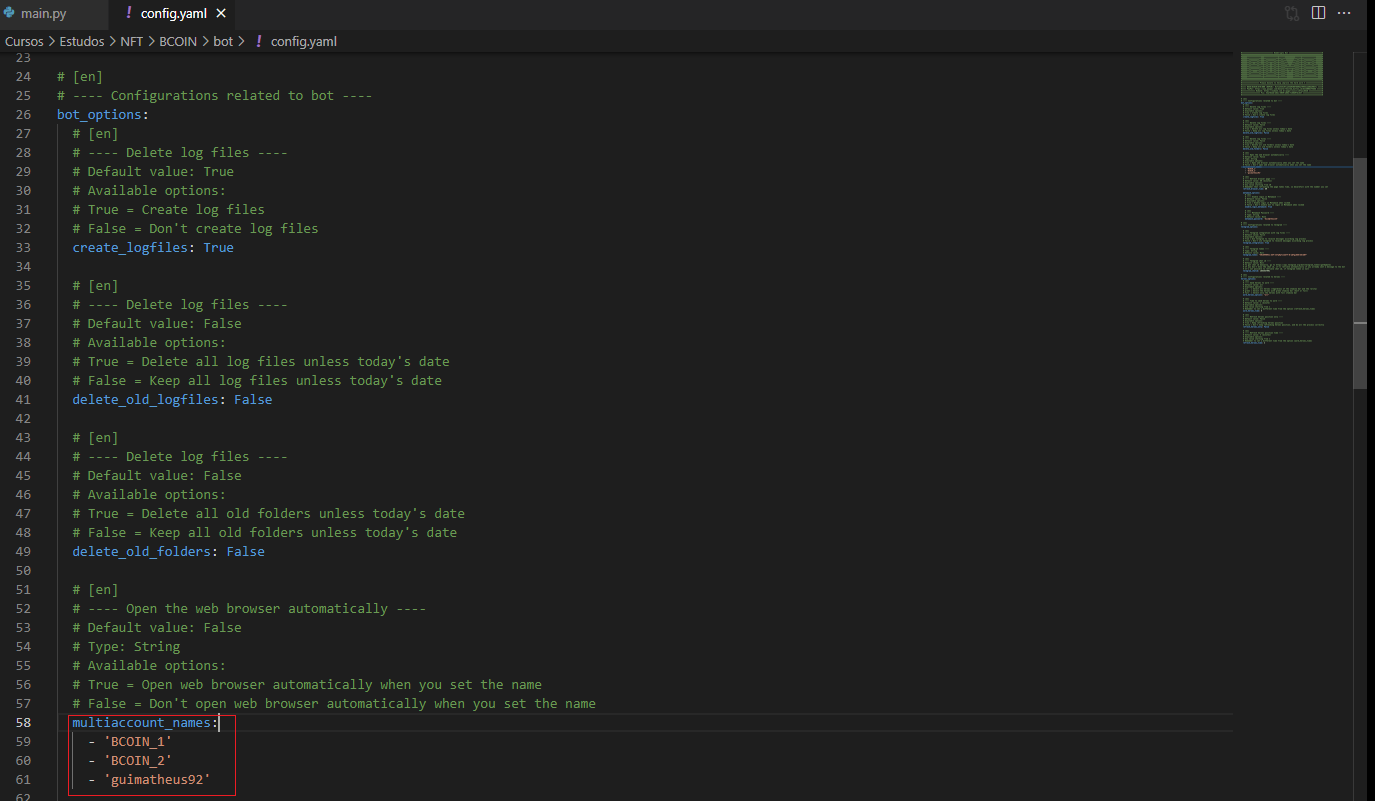 main.py
! config.yaml ×
Cursos > Estudos > NFT > BCOIN > bot > ! config.yaml
23
24 # [en]
25 # ---- Configurations related to bot ----
26 bot_options:
27 # [en]
28 # ---- Delete log files ----
29 # Default value: True
30 # Available options:
31 # True = Create log files
32 # False = Don't create log files
33 create_logfiles: True
34
35 # [en]
36 # ---- Delete log files ----
37 # Default value: False
38 # Available options:
39 # True = Delete all log files unless today's date
40 # False = Keep all log files unless today's date
41 delete_old_logfiles: False
42
43 # [en]
44 # ---- Delete log files ----
45 # Default value: False
46 # Available options:
47 # True = Delete all old folders unless today's date
48 # False = Keep all old folders unless today's date
49 delete_old_folders: False
50
51 # [en]
52 # ---- Open the web browser automatically ----
53 # Default value: False
54 # Type: String
55 # Available options:
56 # True = Open web browser automatically when you set the name
57 # False = Don't open web browser automatically when you set the name
58 multiaccount_names:
59 - 'BCOIN_1'
60 - 'BCOIN_2'
61 - 'guimatheus92'
62